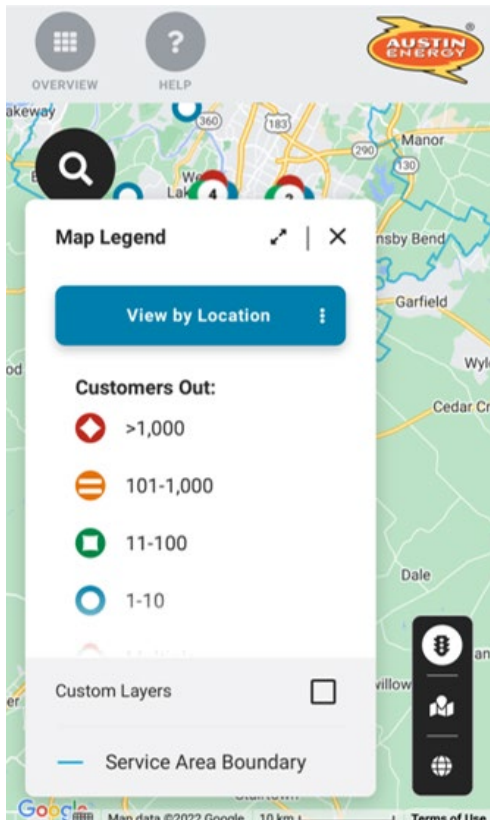 OVERVIEW
HELP
AUSTIN
ENERGY
®
akeway
360
183
290
Manor
130
4
Map Legend
nsby Bend
View by Location
Garfield
Customers Out:
>1,000
Cedar Cr
101-1,000
11-100
Dale
1-10
Custom Layers
Service Area Boundary
Google
Map data ©2022 Google
10 km
Terms of Use